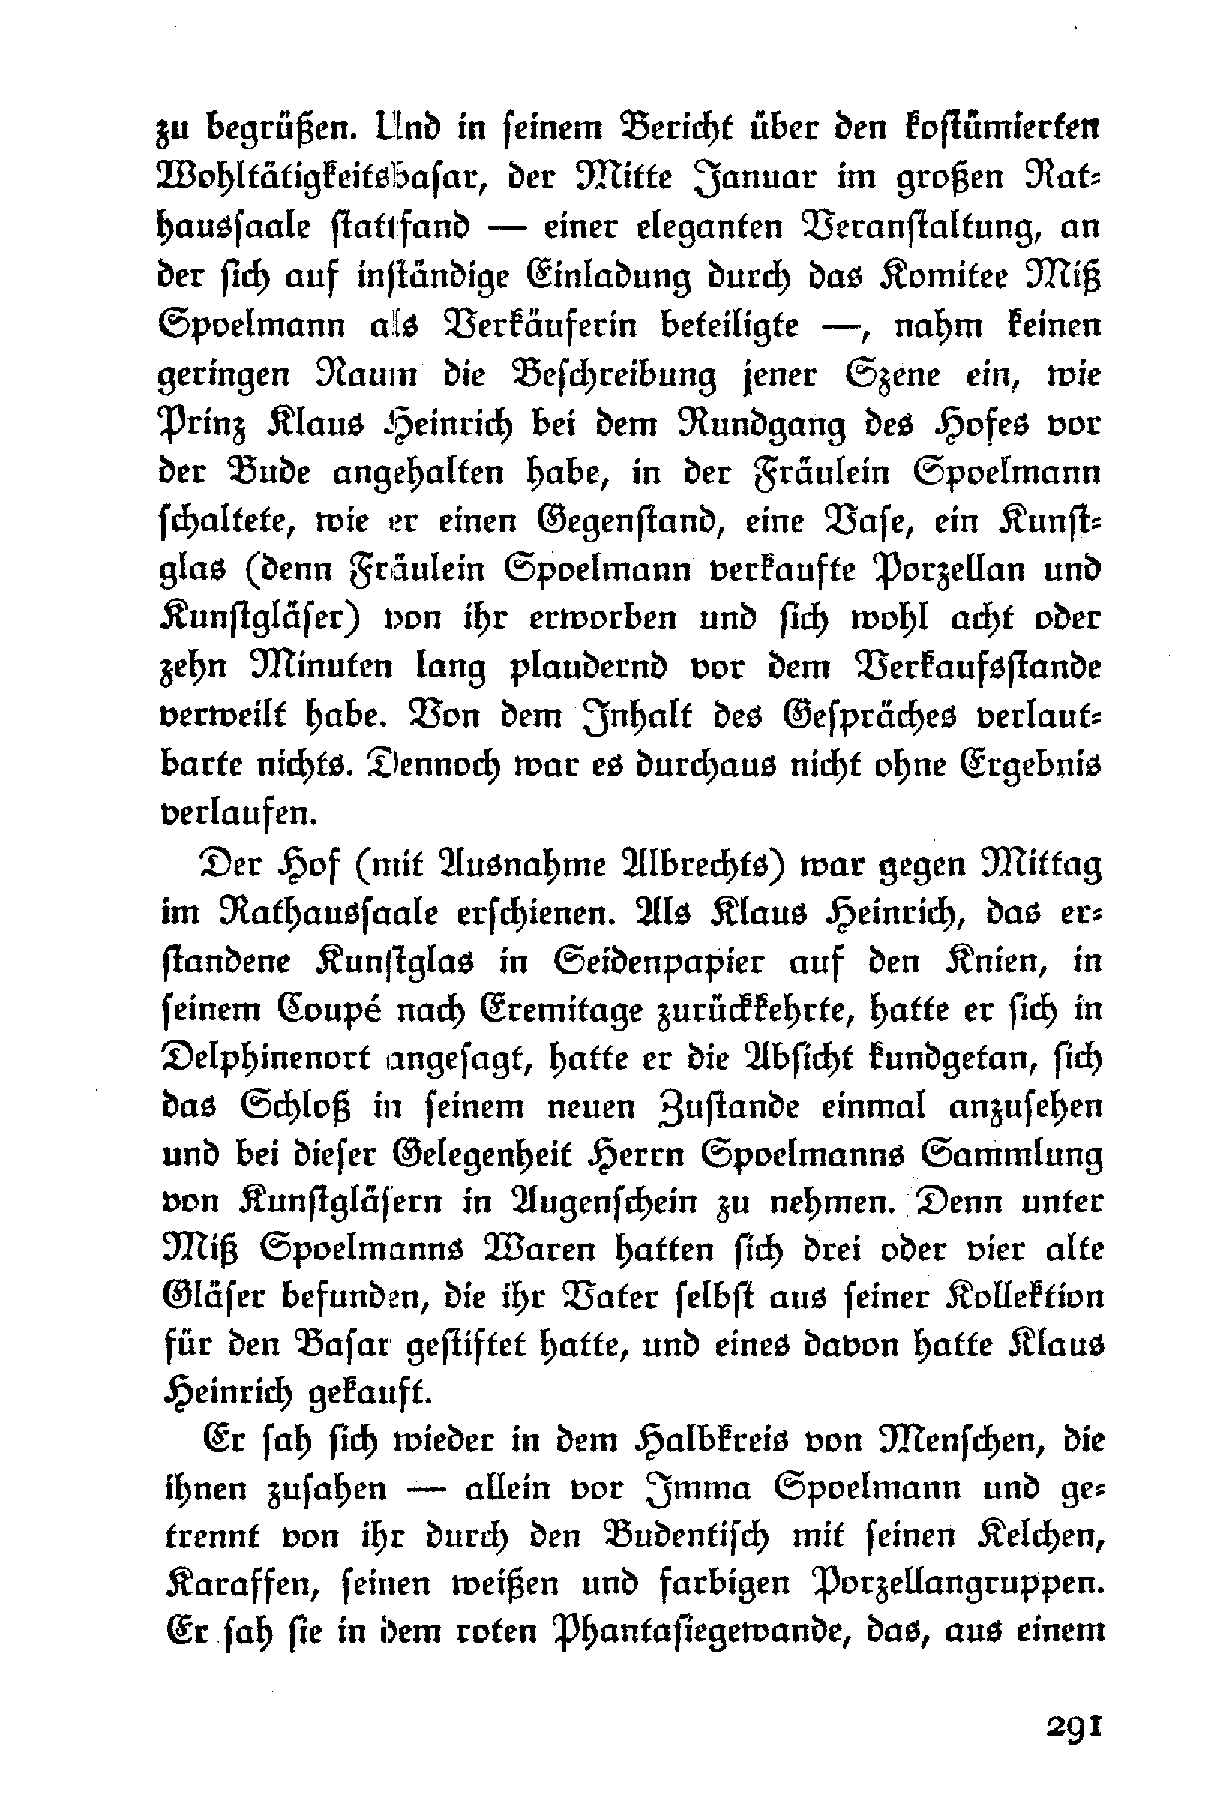 zu begrüßen. Und in seinem Bericht über den kostümierten
Wohltätigkeitsbasar, der Mitte Januar im großen Rat-
haussaale stattfand — einer eleganten Veranstaltung, an
der sich auf inständige Einladung durch das Komitee Miß
Spoelmann als Verkäuferin beteiligte —, nahm keinen
geringen Raum die Beschreibung jener Szene ein, wie
Prinz Klaus Heinrich bei dem Rundgang des Hofes vor
der Bude angehalten habe, in der Fräulein Spoelmann
schaltete, wie er einen Gegenstand, eine Vase, ein Kunst-
glas (denn Fräulein Spoelmann verkaufte Porzellan und
Kunstgläser) von ihr erworben und sich wohl acht oder
zehn Minuten lang plaudernd vor dem Verkaufsstande
verweilt habe. Von dem Inhalt des Gespräches verlaut-
barte nichts. Dennoch war es durchaus nicht ohne Ergebnis
verlaufen.
Der Hof (mit Ausnahme Albrechts) war gegen Mittag
im Rathaussaale erschienen. Als Klaus Heinrich, das er-
standene Kunstglas in Seidenpapier auf den Knien, in
seinem Coupé nach Eremitage zurückkehrte, hatte er sich in
Delphinenort angesagt, hatte er die Absicht kundgetan, sich
das Schloß in seinem neuen Zustande einmal anzusehen
und bei dieser Gelegenheit Herrn Spoelmanns Sammlung
von Kunstgläsern in Augenschein zu nehmen. Denn unter
Miß Spoelmanns Waren hatten sich drei oder vier alte
Gläser befunden, die ihr Vater selbst aus seiner Kollektion
für den Basar gestiftet hatte, und eines davon hatte Klaus
Heinrich gekauft.
Er sah sich wieder in dem Halbkreis von Menschen, die
ihnen zusahen — allein vor Imma Spoelmann und ge-
trennt von ihr durch den Budentisch mit seinen Kelchen,
Karaffen, seinen weißen und farbigen Porzellangruppen.
Er sah sie in dem roten Phantasiegewande, das, aus einem
291